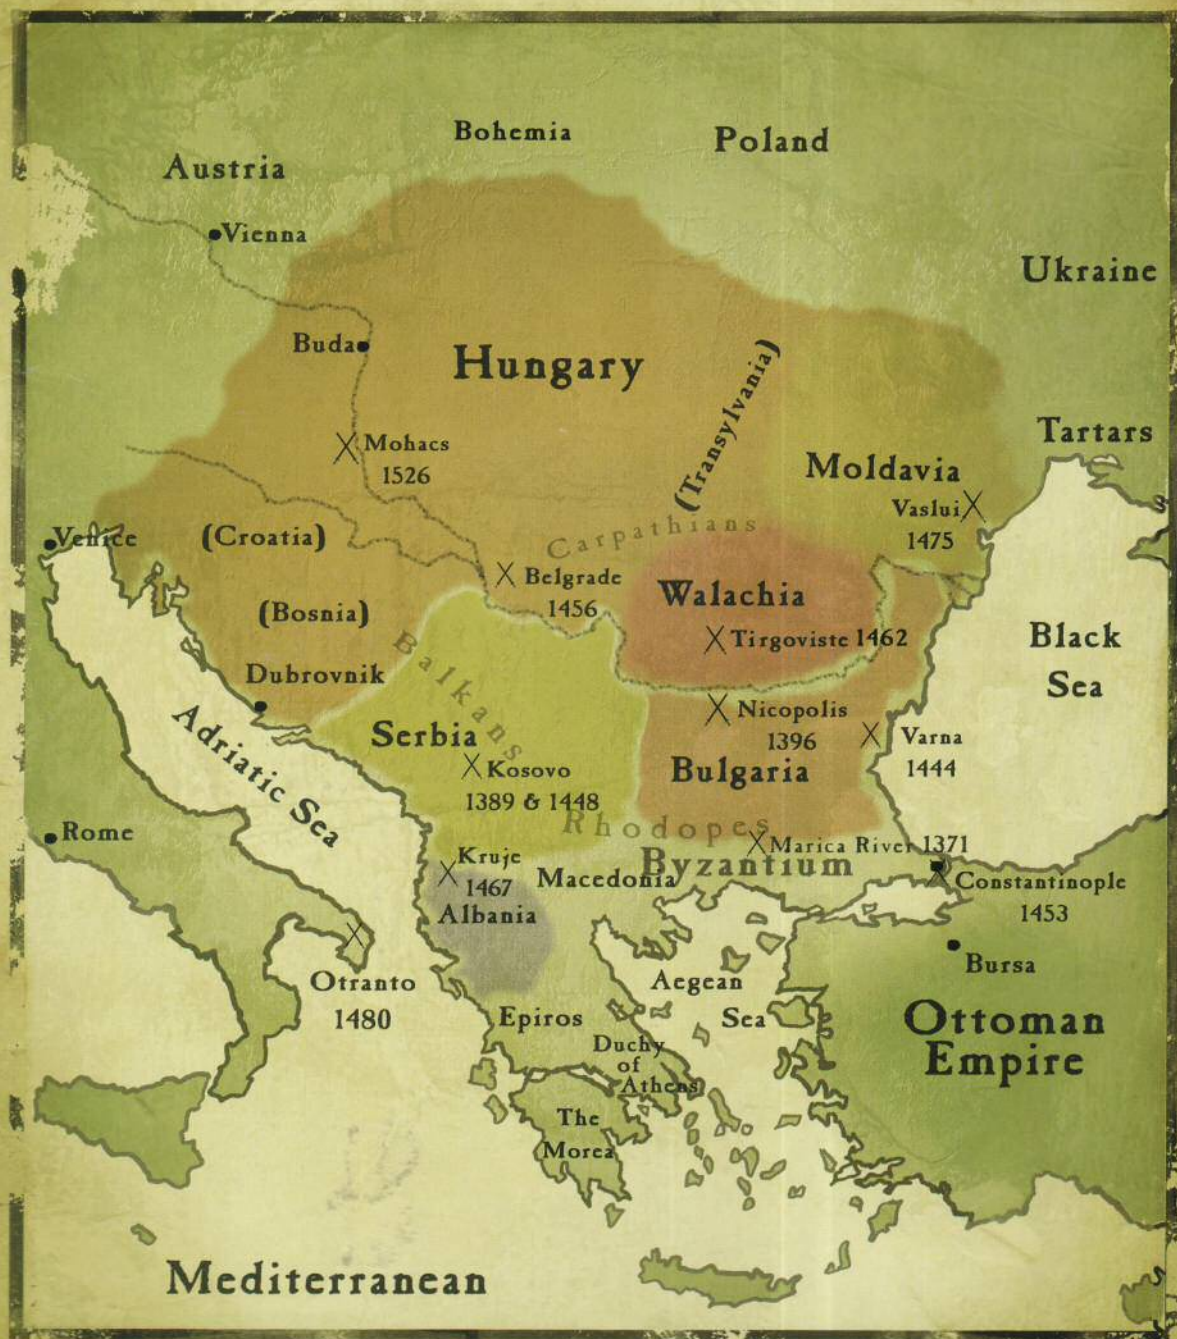 Bohemia
Poland
Austria
Vienna
Ukraine
Buda
Hungary
(Transylvania)
Tartars
Mohacs
1526
Moldavia
Vaslui
1475
Venice
(Croatia)
Carpathians
Belgrade
1456
Walachia
(Bosnia)
Tirgoviste 1462
Black
Sea
Balkans
Dubrovnik
Adriatic Sea
Serbia
Nicopolis
1396
Varna
1444
Kosovo
1389 & 1448
Bulgaria
Rome
Rhodopes
Marica River 1371
Kruje
1467
Macedonia
Byzantium
Constantinople
1453
Albania
Bursa
Otranto
1480
Aegean
Sea
Epiros
Ottoman
Empire
Duchy
of
Athens
The
Morea
Mediterranean